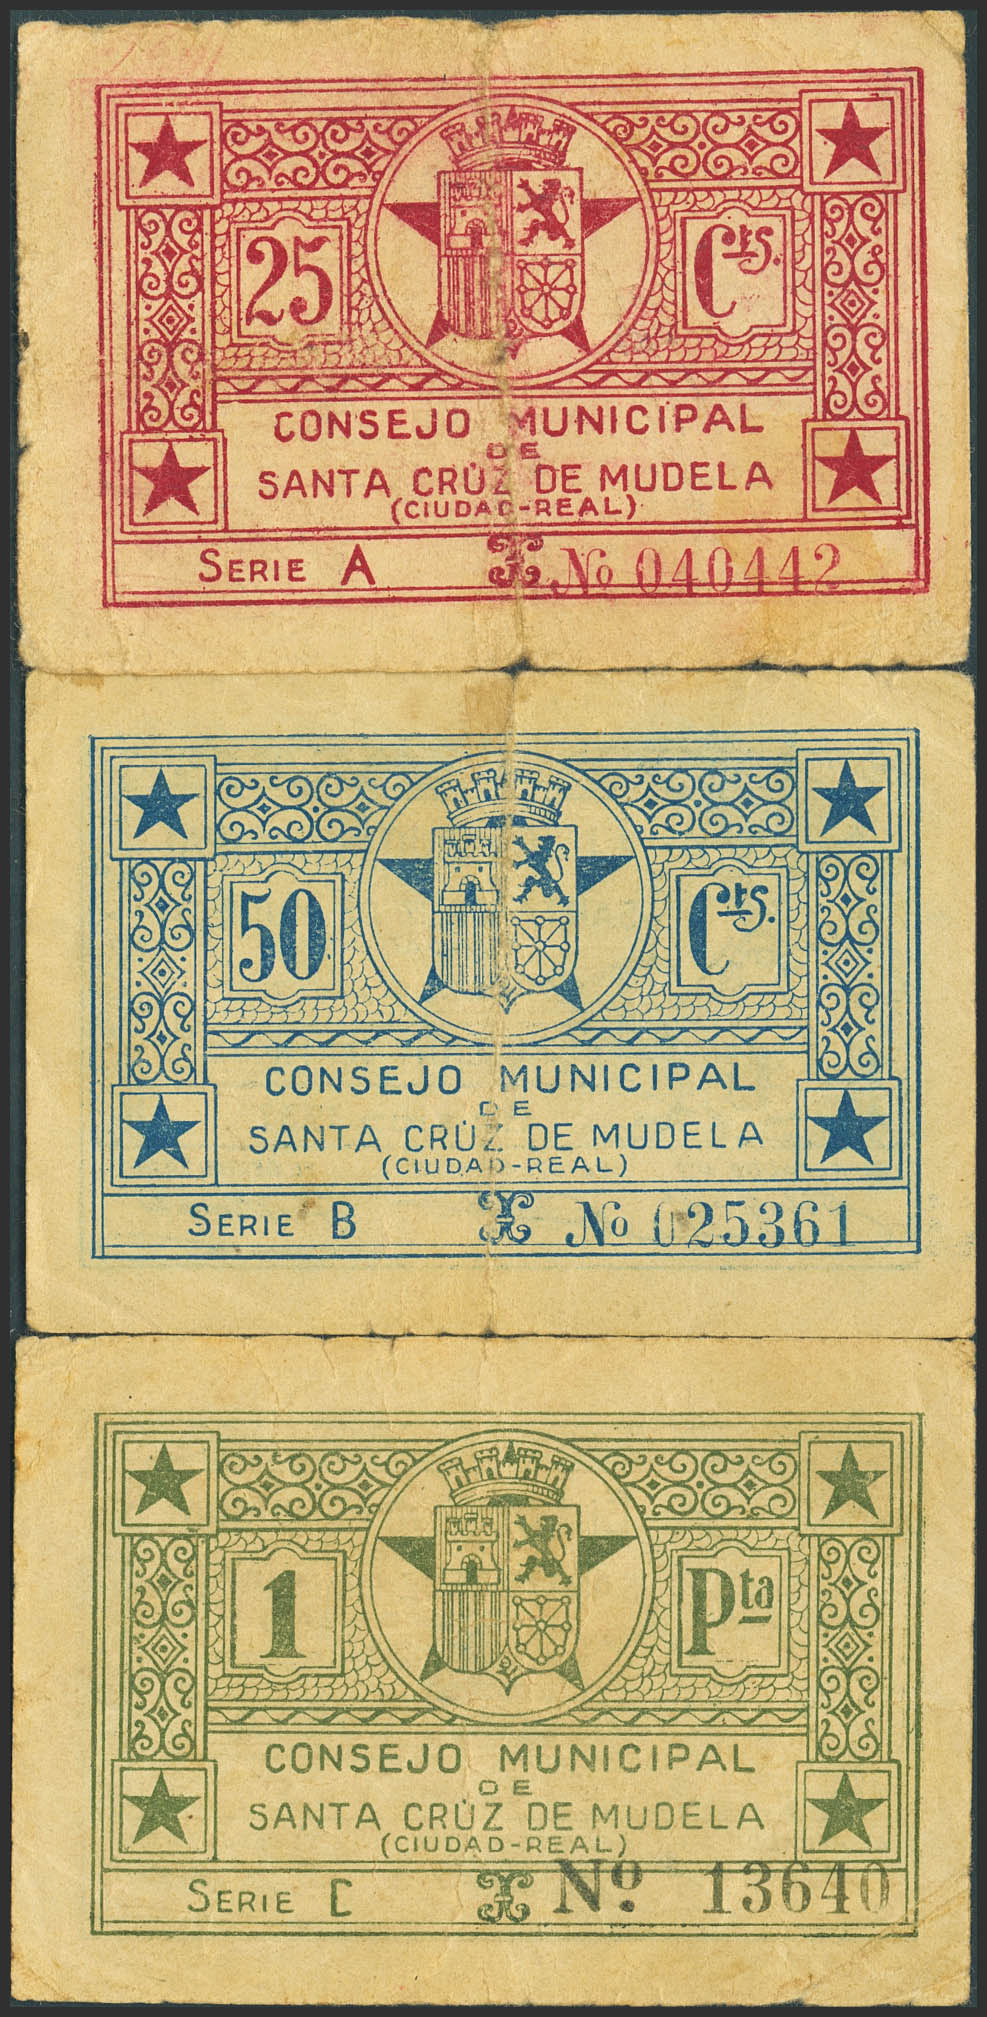 25 Cts.
CONSEJO MUNICIPAL
DE
SANTA CRÚZ DE MUDELA
(CIUDAD-REAL)
SERIE A No 040442
50 Cts.
CONSEJO MUNICIPAL
DE
SANTA CRÚZ DE MUDELA
(CIUDAD-REAL)
SERIE B No 025361
1 Pta
CONSEJO MUNICIPAL
DE
SANTA CRÚZ DE MUDELA
(CIUDAD-REAL)
SERIE C Nº. 13640